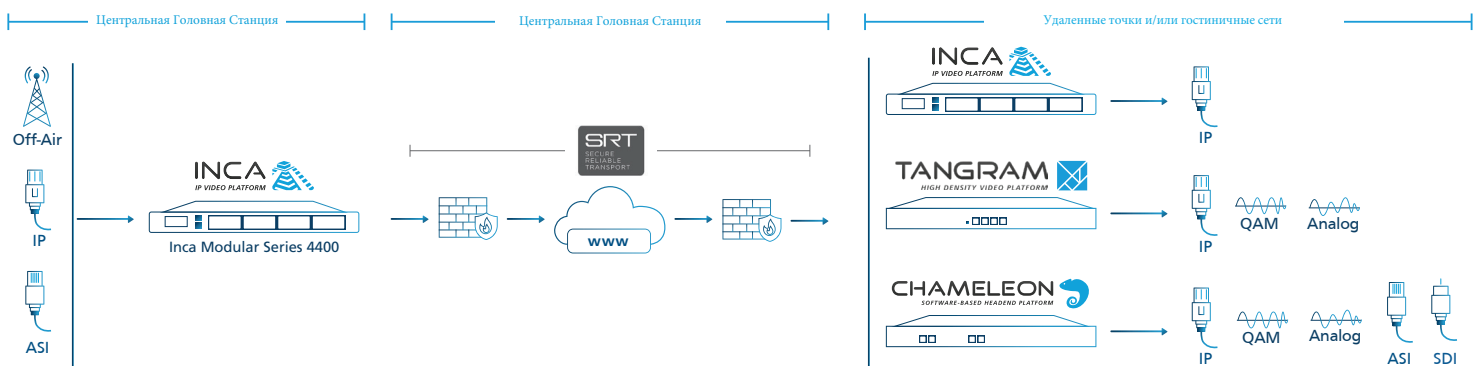 Центральная Головная Станция
Центральная Головная Станция
Удаленные точки и/или гостиничные сети
Off-Air
IP
ASI
INCA
IP VIDEO PLATFORM
Inca Modular Series 4400
SRT
SECURE
RELIABLE
TRANSPORT
www
INCA
IP VIDEO PLATFORM
IP
TANGRAM
HIGH DENSITY VIDEO PLATFORM
IP
QAM
Analog
CHAMELEON
SOFTWARE-BASED HEADEND PLATFORM
IP
QAM
Analog
ASI
SDI